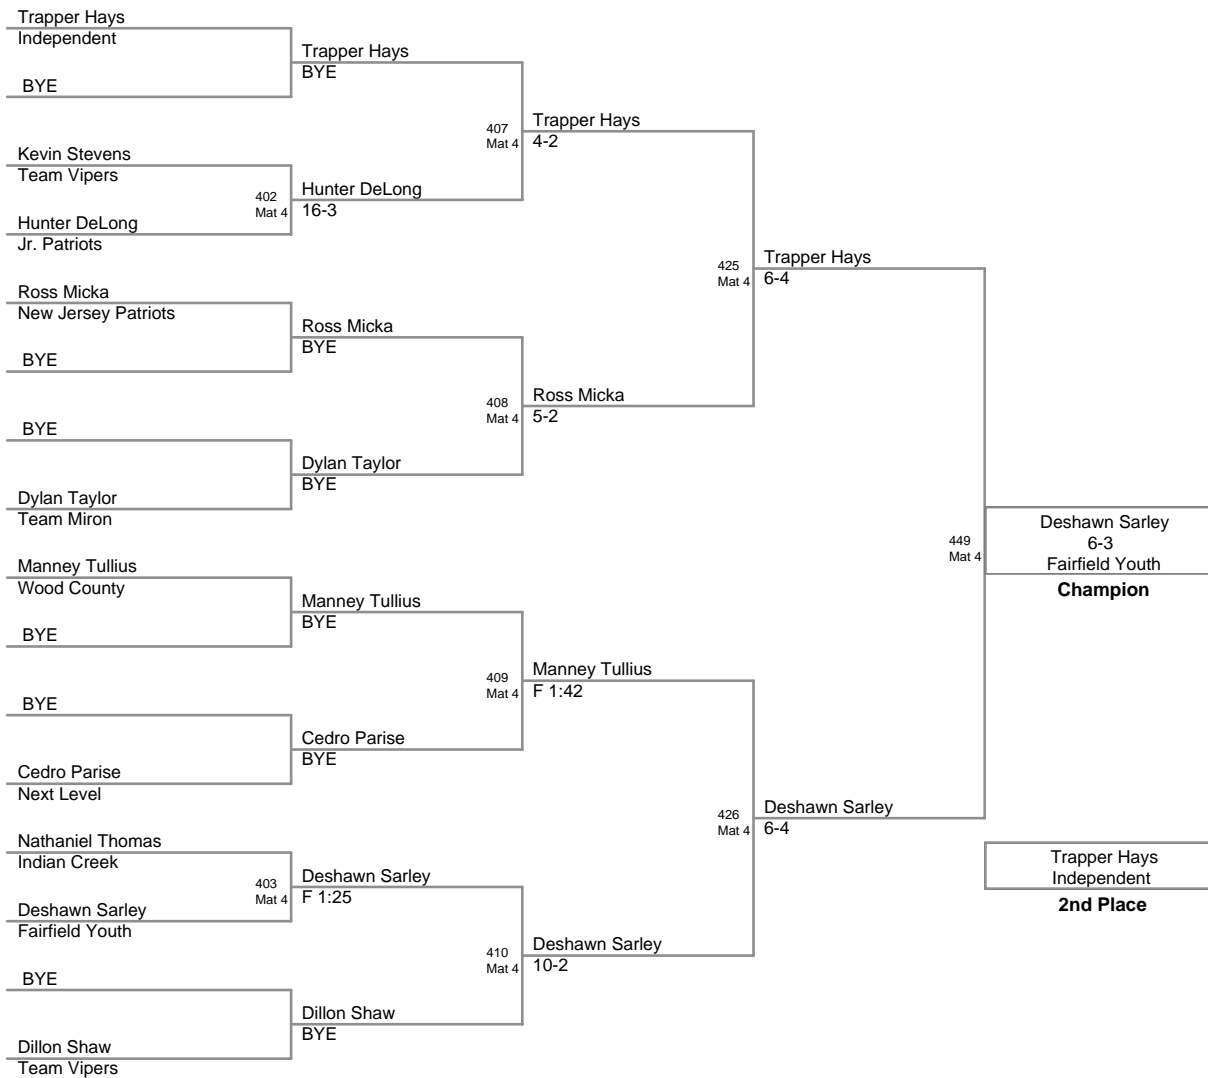 Trapper Hays
Independent
BYE
Kevin Stevens
Team Vipers
Hunter DeLong
Jr. Patriots
Ross Micka
New Jersey Patriots
BYE
BYE
Dylan Taylor
Team Miron
Manney Tullius
Wood County
BYE
BYE
Cedro Parise
Next Level
Nathaniel Thomas
Indian Creek
Deshawn Sarley
Fairfield Youth
BYE
Dillon Shaw
Team Vipers
Trapper Hays
BYE
402
Mat 4
Hunter DeLong
16-3
Ross Micka
BYE
Dylan Taylor
BYE
Manney Tullius
BYE
Cedro Parise
BYE
403
Mat 4
Deshawn Sarley
F 1:25
Dillon Shaw
BYE
407
Mat 4
Trapper Hays
4-2
408
Mat 4
Ross Micka
5-2
409
Mat 4
Manney Tullius
F 1:42
410
Mat 4
Deshawn Sarley
10-2
425
Mat 4
Trapper Hays
6-4
426
Mat 4
Deshawn Sarley
6-4
449
Mat 4
Deshawn Sarley
6-3
Fairfield Youth
Champion
Trapper Hays
Independent
2nd Place